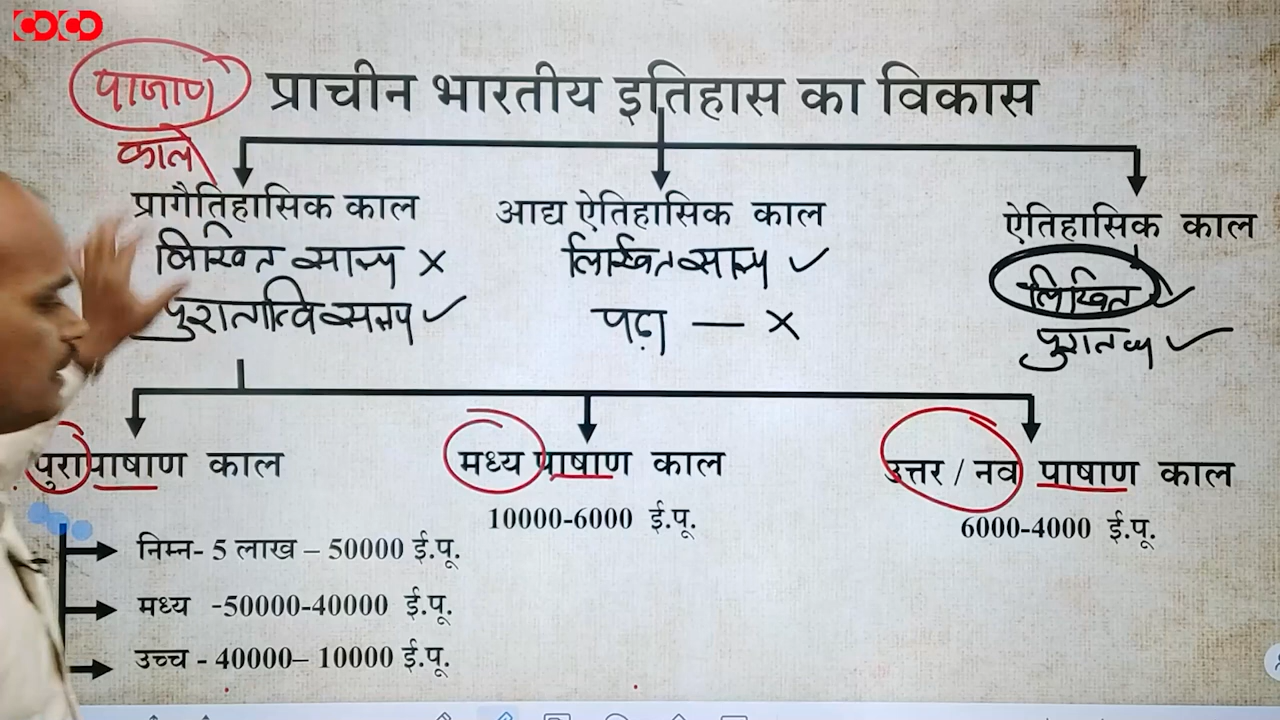 COCO
पाषाण
काल
प्राचीन भारतीय इतिहास का विकास
प्रागैतिहासिक काल
लिखित साक्ष्य ×
पुरातात्विक साक्ष्य ✓
आद्य ऐतिहासिक काल
लिखित साक्ष्य ✓
पढ़ा — ×
ऐतिहासिक काल
लिखित ✓
पुरातत्व ✓
पुरापाषाण काल
निम्न- 5 लाख – 50000 ई.पू.
मध्य -50000-40000 ई.पू.
उच्च - 40000– 10000 ई.पू.
मध्य पाषाण काल
10000-6000 ई.पू.
उत्तर / नव पाषाण काल
6000-4000 ई.पू.